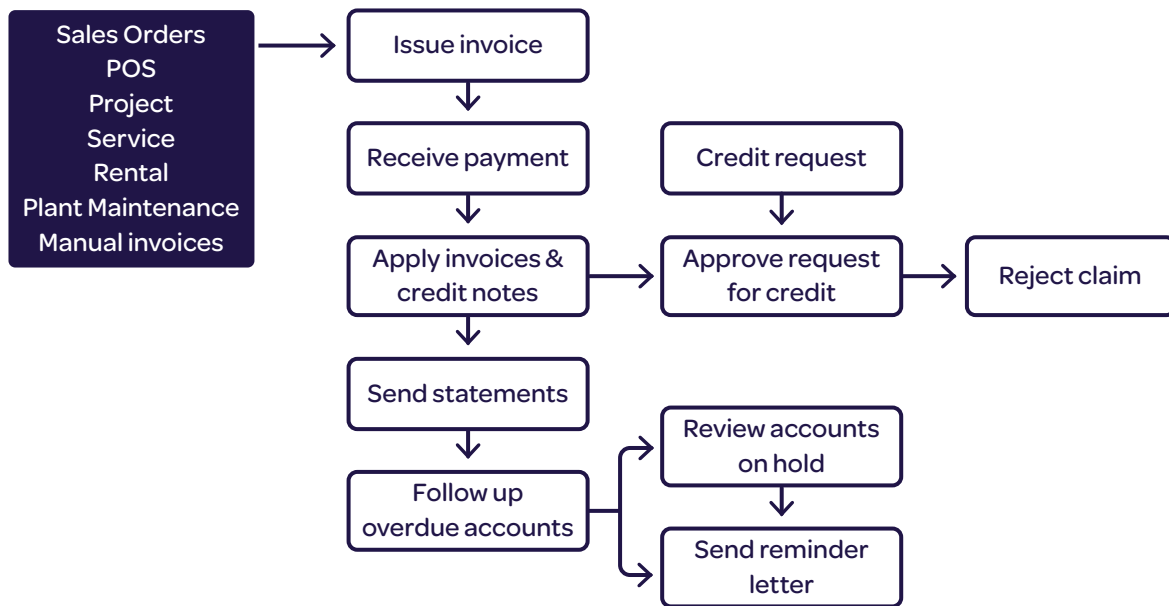 Sales Orders
POS
Project
Service
Rental
Plant Maintenance
Manual invoices
Issue invoice
Receive payment
Credit request
Apply invoices &
credit notes
Approve request
for credit
Reject claim
Send statements
Review accounts
on hold
Follow up
overdue accounts
Send reminder
letter